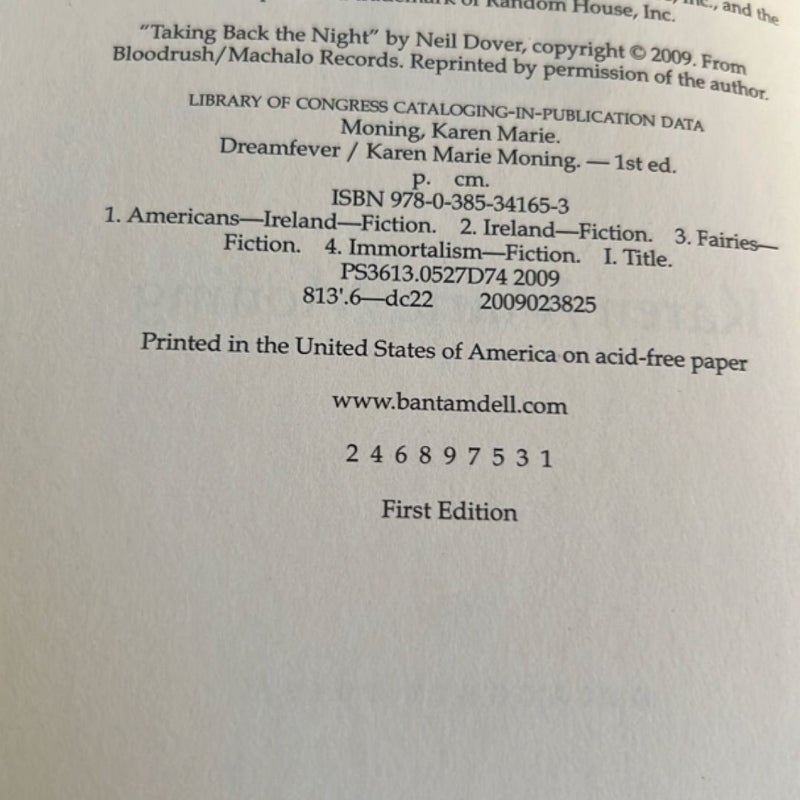 of Random House, Inc.
Inc., and the
“Taking Back the Night” by Neil Dover, copyright © 2009. From
Bloodrush/Machalo Records. Reprinted by permission of the author.
LIBRARY OF CONGRESS CATALOGING-IN-PUBLICATION DATA
Moning, Karen Marie.
Dreamfever / Karen Marie Moning. — 1st ed.
p. cm.
ISBN 978-0-385-34165-3
1. Americans—Ireland—Fiction. 2. Ireland—Fiction. 3. Fairies—
Fiction. 4. Immortalism—Fiction. I. Title.
PS3613.0527D74 2009
813'.6—dc22 2009023825
Printed in the United States of America on acid-free paper
www.bantamdell.com
2 4 6 8 9 7 5 3 1
First Edition